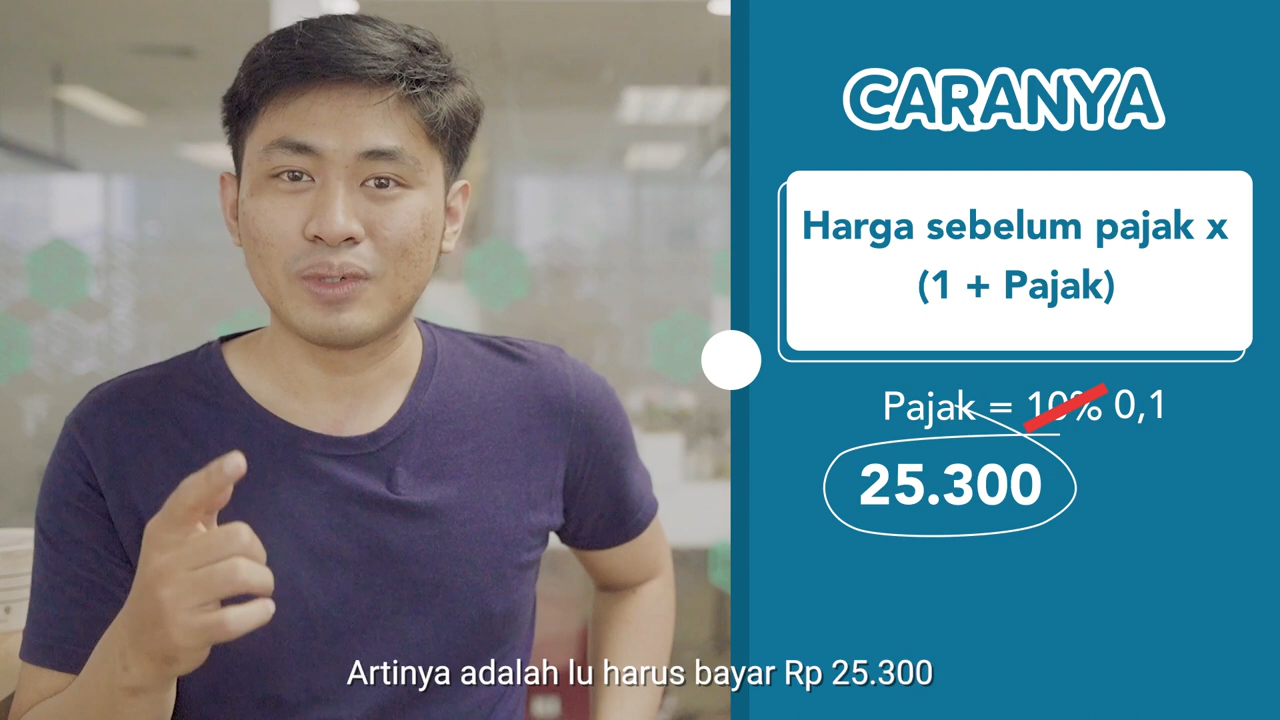 CARANYA
Harga sebelum pajak x
(1 + Pajak)
Pajak = 10% 0,1
25.300
Artinya adalah lu harus bayar Rp 25.300